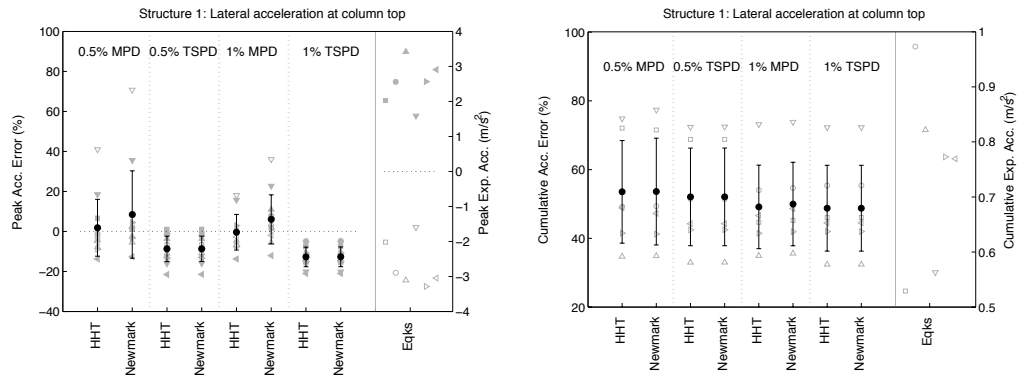 Structure 1: Lateral acceleration at column top
100
80
60
40
20
0
−20
−40
Peak Acc. Error (%)
0.5% MPD
0.5% TSPD
1% MPD
1% TSPD
4
3
2
1
0
−1
−2
−3
−4
Peak Exp. Acc. (m/s²)
HHT
Newmark
HHT
Newmark
HHT
Newmark
HHT
Newmark
Eqks
Structure 1: Lateral acceleration at column top
100
80
60
40
20
Cumulative Acc. Error (%)
0.5% MPD
0.5% TSPD
1% MPD
1% TSPD
1
0.9
0.8
0.7
0.6
0.5
Cumulative Exp. Acc. (m/s²)
HHT
Newmark
HHT
Newmark
HHT
Newmark
HHT
Newmark
Eqks